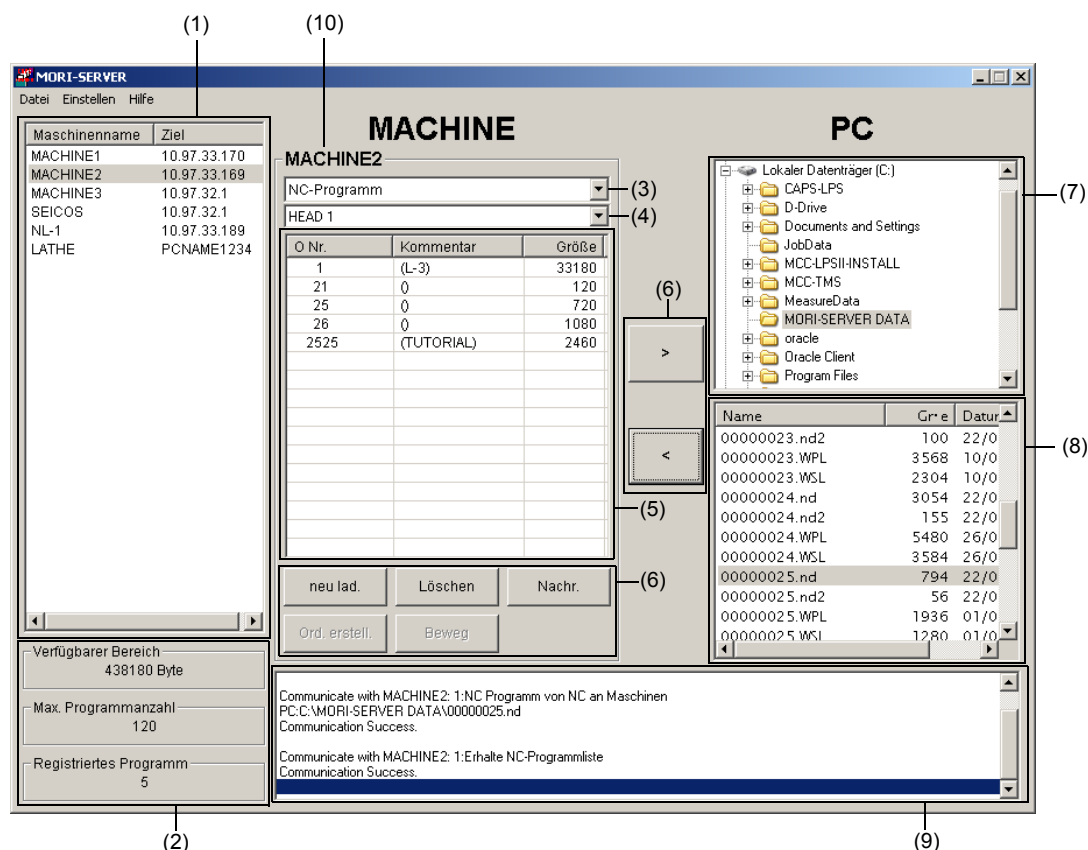 (1)
(10)
MORI-SERVER
Datei Einstellen Hilfe
MACHINE
PC
Maschinenname Ziel
MACHINE1 10.97.33.170
MACHINE2 10.97.33.169
MACHINE3 10.97.32.1
SEICOS 10.97.32.1
NL-1 10.97.33.189
LATHE PCNAME1234
MACHINE2
NC-Programm
(3)
HEAD 1
(4)
O Nr. Kommentar Größe
1 (L-3) 33180
21 () 120
25 () 720
26 () 1080
2525 (TUTORIAL) 2460
(5)
(6)
>
<
Lokaler Datenträger (C:)
CAPS-LPS
D-Drive
Documents and Settings
JobData
MCC-LPSII-INSTALL
MCC-TMS
MeasureData
MORI-SERVER DATA
oracle
Oracle Client
Program Files
(7)
Name Gr·e Datur
00000023.nd2 100 22/0
00000023.WPL 3568 10/0
00000023.WSL 2304 10/0
00000024.nd 3054 22/0
00000024.nd2 155 22/0
00000024.WPL 5480 26/0
00000024.WSL 3584 26/0
00000025.nd 794 22/0
00000025.nd2 56 22/0
00000025.WPL 1936 01/0
00000025.WSL 1280 01/0
(8)
neu lad. Löschen Nachr.
Ord. erstell. Beweg
(6)
Verfügbarer Bereich
438180 Byte
Max. Programmanzahl
120
Registriertes Programm
5
(2)
Communicate with MACHINE2: 1:NC Programm von NC an Maschinen
PC:C:\MORI-SERVER DATA\00000025.nd
Communication Success.
Communicate with MACHINE2: 1:Erhalte NC-Programmliste
Communication Success.
(9)